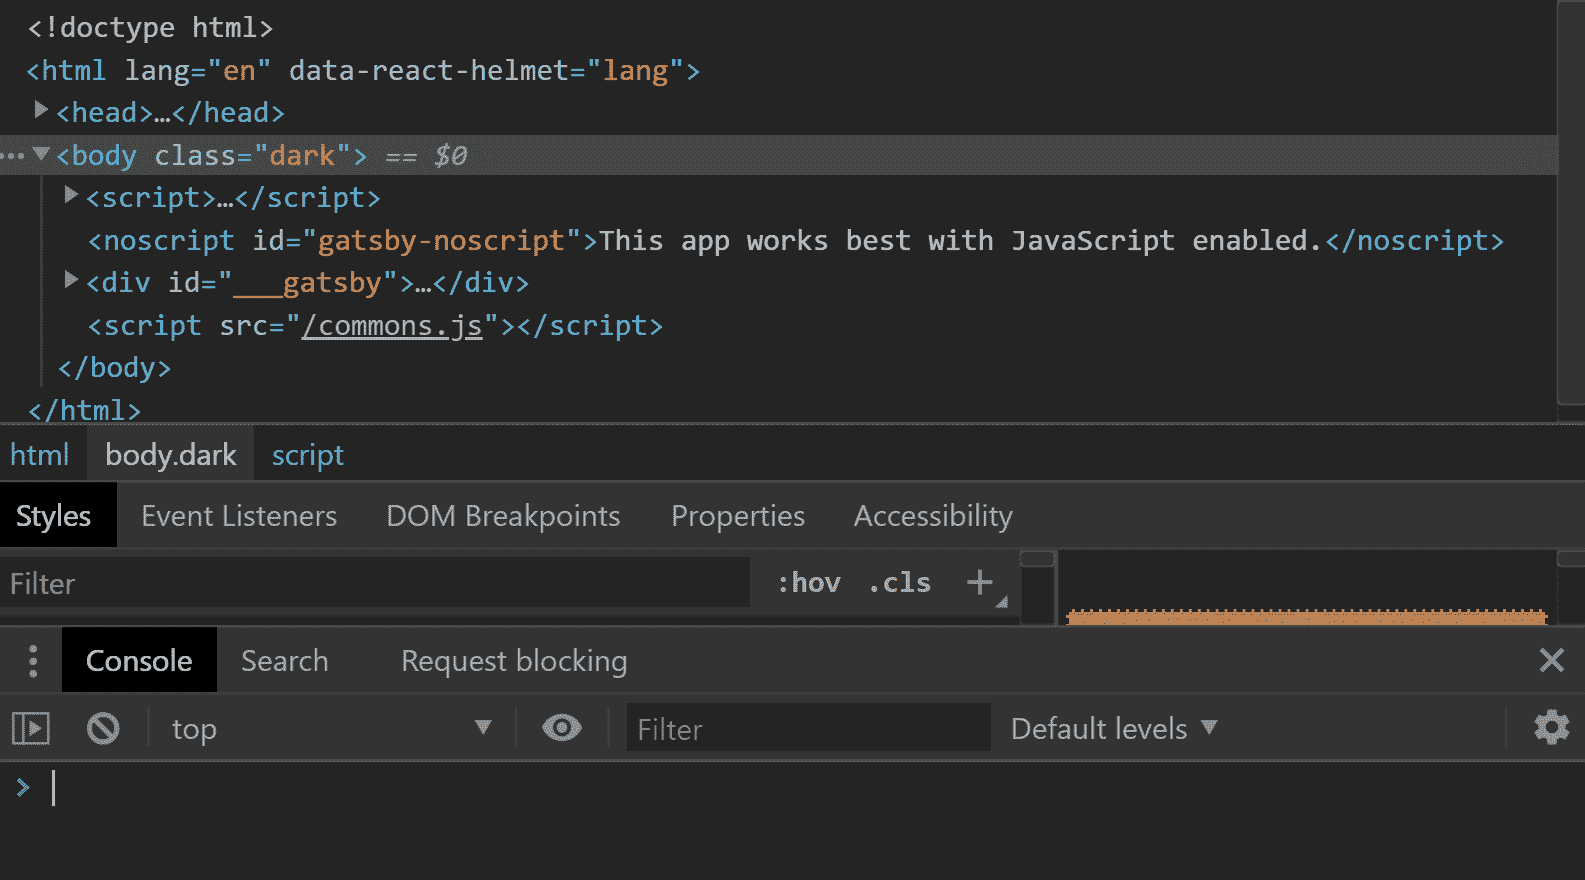 <!doctype html>
<html lang="en" data-react-helmet="lang">
<head>…</head>
<body class="dark"> == $0
<script>…</script>
<noscript id="gatsby-noscript">This app works best with JavaScript enabled.</noscript>
<div id="___gatsby">…</div>
<script src="/commons.js"></script>
</body>
</html>
html body.dark script
Styles Event Listeners DOM Breakpoints Properties Accessibility
Filter :hov .cls +
Console Search Request blocking
top Filter Default levels
>